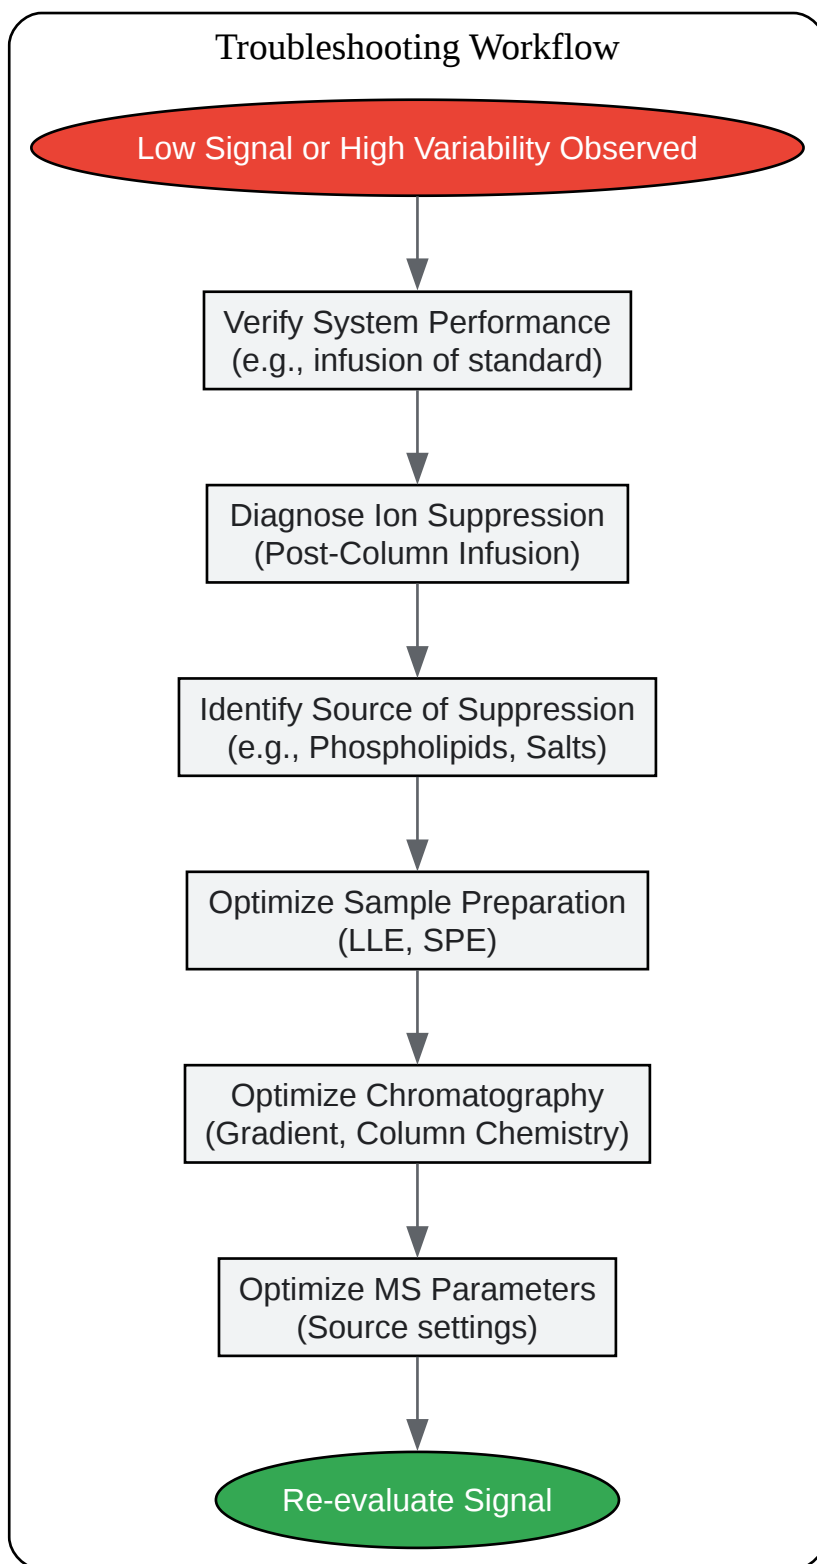 Troubleshooting Workflow
Low Signal or High Variability Observed
Verify System Performance
(e.g., infusion of standard)
Diagnose Ion Suppression
(Post-Column Infusion)
Identify Source of Suppression
(e.g., Phospholipids, Salts)
Optimize Sample Preparation
(LLE, SPE)
Optimize Chromatography
(Gradient, Column Chemistry)
Optimize MS Parameters
(Source settings)
Re-evaluate Signal